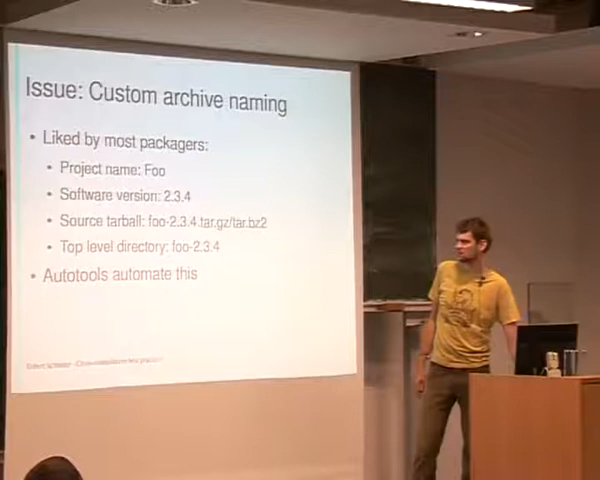 Issue: Custom archive naming
• Liked by most packagers:
• Project name: Foo
• Software version: 2.3.4
• Source tarball: foo-2.3.4.tar.gz/tar.bz2
• Top level directory: foo-2.3.4
• Autotools automate this